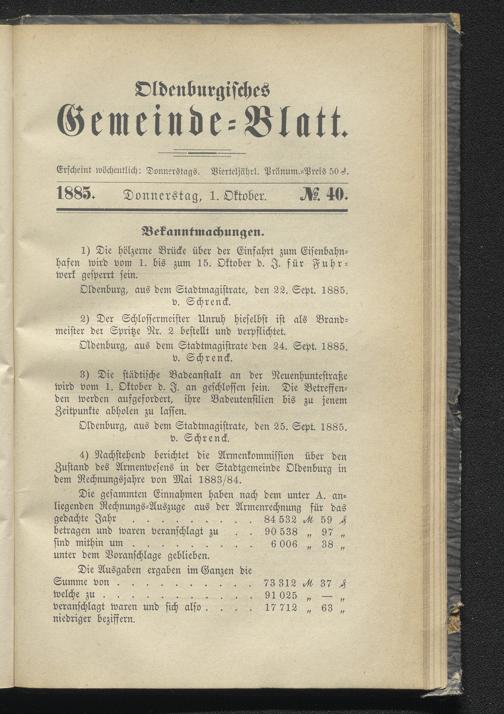 Oldenburgisches
Gemeinde-Blatt.
Erscheint wöchentlich: Donnerstags. Vierteljährl. Pränum.-Preis 50 ₰.
1885. Donnerstag, 1. Oktober. № 40.
Bekanntmachungen.
1) Die hölzerne Brücke über der Einfahrt zum Eisenbahn-
hafen wird vom 1. bis zum 15. Oktober d. J. für Fuhr-
werk gesperrt sein.
Oldenburg, aus dem Stadtmagistrate, den 22. Sept. 1885.
v. Schrenck.
2) Der Schlossermeister Unruh hieselbst ist als Brand-
meister der Spritze Nr. 2 bestellt und verpflichtet.
Oldenburg, aus dem Stadtmagistrate den 24. Sept. 1885.
v. Schrenck.
3) Die städtische Badeanstalt an der Neuenhuntestraße
wird vom 1. Oktober d. J. an geschlossen sein. Die Betreffen-
den werden aufgefordert, ihre Badeutensilien bis zu jenem
Zeitpunkte abholen zu lassen.
Oldenburg, aus dem Stadtmagistrate, den 25. Sept. 1885.
v. Schrenck.
4) Nachstehend berichtet die Armenkommission über den
Zustand des Armenwesens in der Stadtgemeinde Oldenburg in
dem Rechnungsjahre von Mai 1883/84.
Die gesammten Einnahmen haben nach dem unter A. an-
liegenden Rechnungs-Auszuge aus der Armenrechnung für das
gedachte Jahr . . . . . . . . . . 84 532 ℳ 59 ₰
betragen und waren veranschlagt zu . . 90 538 „ 97 „
sind mithin um . . . . . . . . . . 6 006 „ 38 „
unter dem Voranschlage geblieben.
Die Ausgaben ergaben im Ganzen die
Summe von . . . . . . . . . . 73 312 ℳ 37 ₰
welche zu . . . . . . . . . . . 91 025 „ — „
veranschlagt waren und sich also . . . . 17 712 „ 63 „
niedriger beziffern.